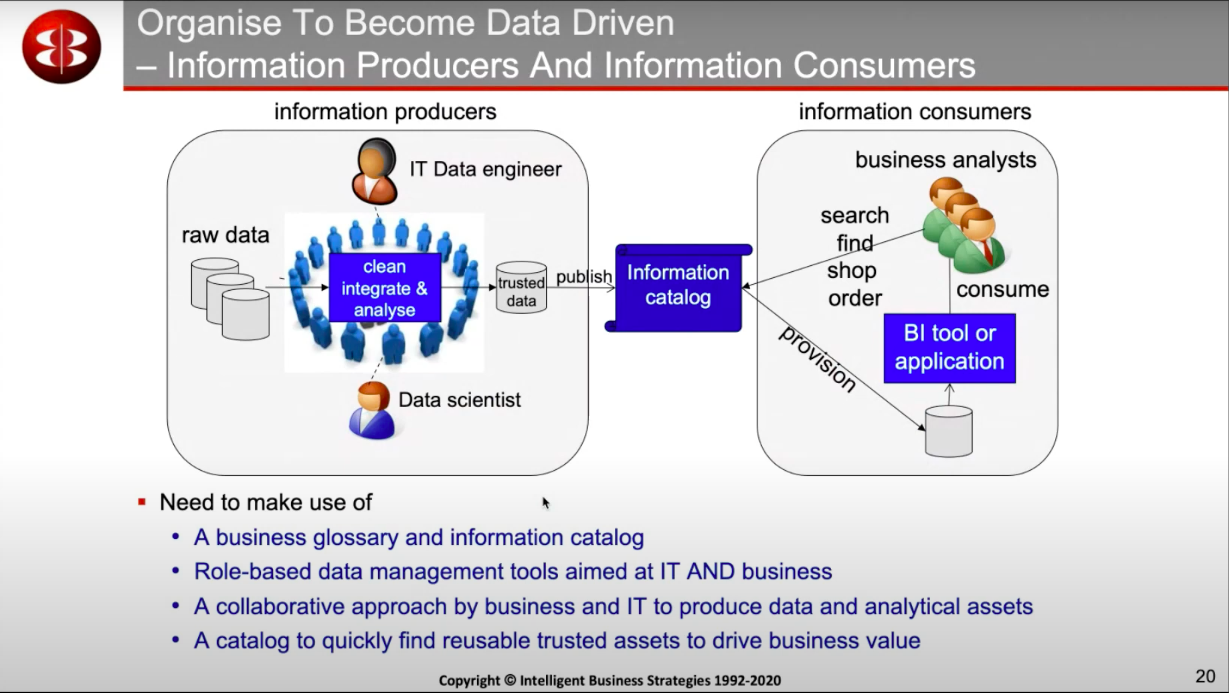 Organise To Become Data Driven
– Information Producers And Information Consumers
information producers
information consumers
IT Data engineer
raw data
clean
integrate &
analyse
trusted
data
publish
Data scientist
Information
catalog
business analysts
search
find
shop
order
consume
provision
BI tool or
application
▪ Need to make use of
• A business glossary and information catalog
• Role-based data management tools aimed at IT AND business
• A collaborative approach by business and IT to produce data and analytical assets
• A catalog to quickly find reusable trusted assets to drive business value
Copyright © Intelligent Business Strategies 1992-2020
20